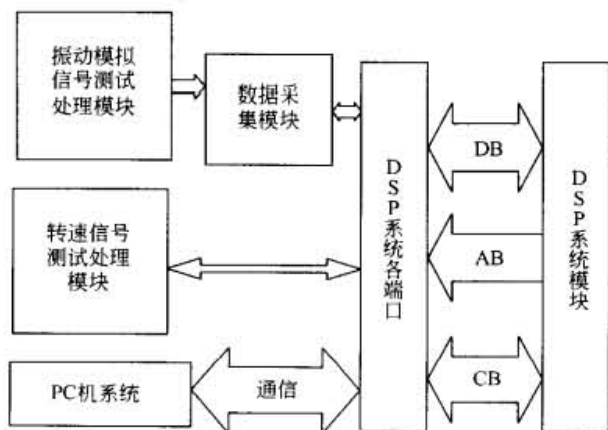 振动模拟
信号测试
处理模块
数据采
集模块
转速信号
测试处理
模块
PC机系统
通信
DSP系统各端口
DB
AB
CB
DSP系统模块